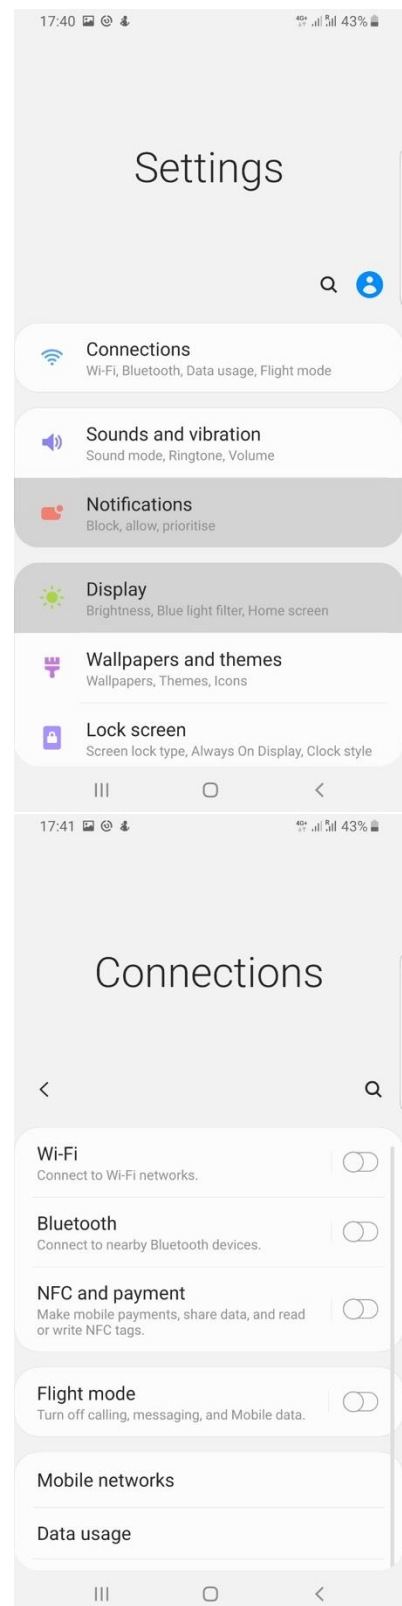 17:40 43%
Settings
Connections
Wi-Fi, Bluetooth, Data usage, Flight mode
Sounds and vibration
Sound mode, Ringtone, Volume
Notifications
Block, allow, prioritise
Display
Brightness, Blue light filter, Home screen
Wallpapers and themes
Wallpapers, Themes, Icons
Lock screen
Screen lock type, Always On Display, Clock style
17:41 43%
Connections
Wi-Fi
Connect to Wi-Fi networks.
Bluetooth
Connect to nearby Bluetooth devices.
NFC and payment
Make mobile payments, share data, and read
or write NFC tags.
Flight mode
Turn off calling, messaging, and Mobile data.
Mobile networks
Data usage